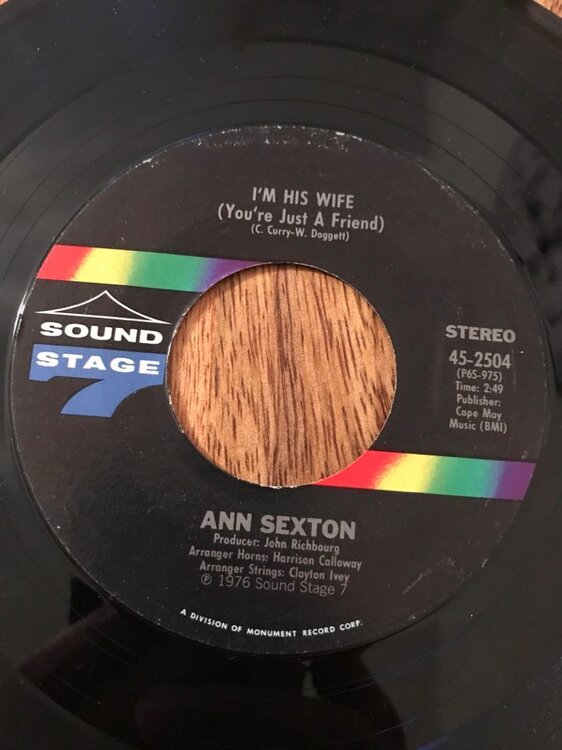 I'M HIS WIFE
(You're Just A Friend)
(C. Curry-W. Doggett)
SOUND
STAGE
7
STEREO
45-2504
(P6S-975)
Time: 2:49
Publisher:
Cape May
Music (BMI)
ANN SEXTON
Producer: John Richbourg
Arranger Horns: Harrison Calloway
Arranger Strings: Clayton Ivey
℗ 1976 Sound Stage 7
A DIVISION OF MONUMENT RECORD CORP.